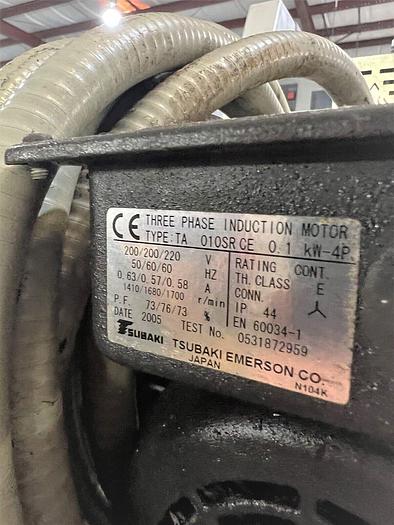 CE THREE PHASE INDUCTION MOTOR
TYPE:TA 010SR CE 0.1 kW-4P
200/200/220 V
50/60/60 HZ
0.63/0.57/0.58 A
1410/1680/1700 r/min
P.F. 73/76/73 %
DATE 2005
RATING CONT.
TH.CLASS E
CONN.
IP 44
EN 60034-1
TEST No. 0531872959
TSUBAKI TSUBAKI EMERSON CO.
JAPAN
N104K